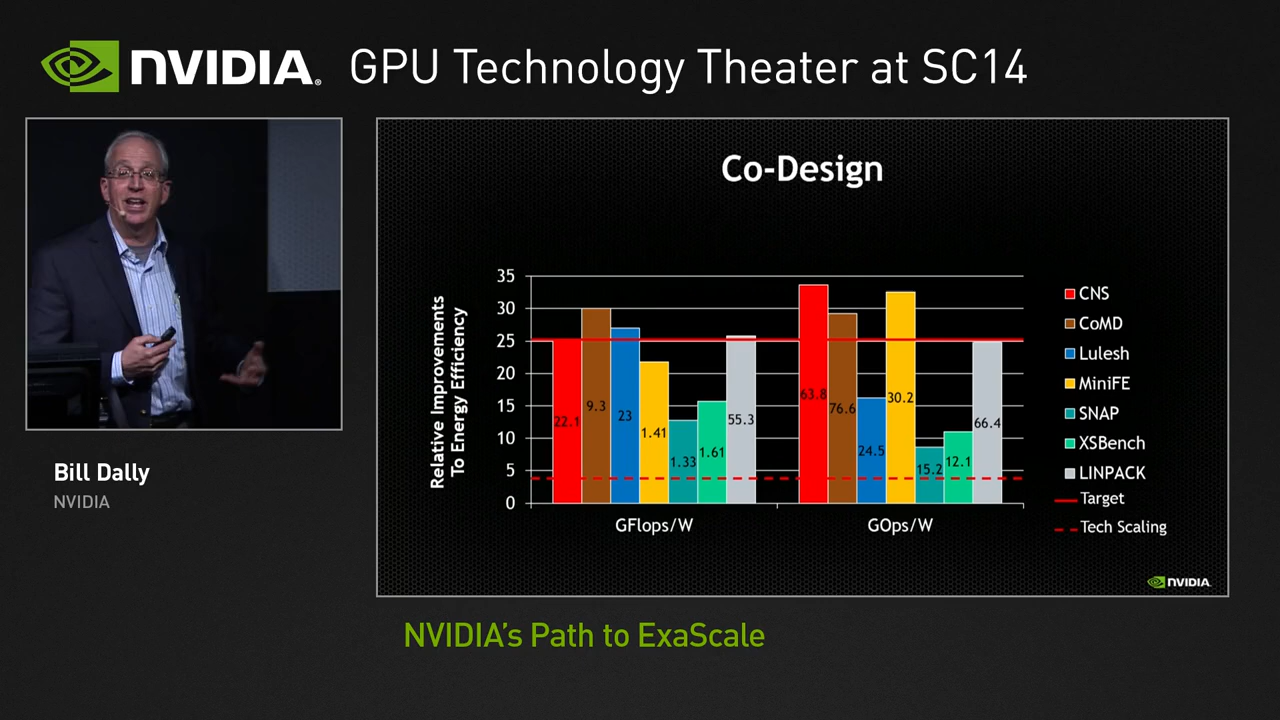 NVIDIA. GPU Technology Theater at SC14
Co-Design
Relative Improvements
To Energy Efficiency
35
30
25
20
15
10
5
0
22.1
9.3
23
1.41
1.33
1.61
55.3
63.8
76.6
24.5
30.2
15.2
12.1
66.4
GFlops/W
GOps/W
CNS
CoMD
Lulesh
MiniFE
SNAP
XSBench
LINPACK
Target
Tech Scaling
NVIDIA.
Bill Dally
NVIDIA
NVIDIA's Path to ExaScale